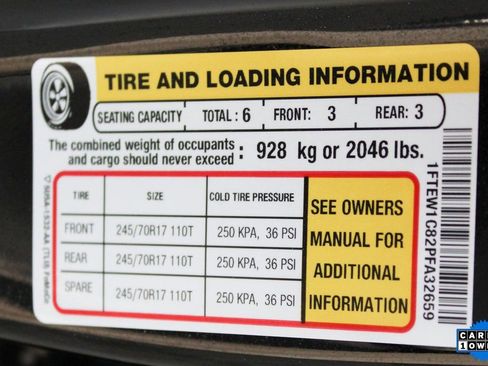 TIRE AND LOADING INFORMATION
SEATING CAPACITY TOTAL : 6 FRONT: 3 REAR: 3
The combined weight of occupants
and cargo should never exceed : 928 kg or 2046 lbs.
TIRE SIZE COLD TIRE PRESSURE
FRONT 245/70R17 110T 250 KPA, 36 PSI
REAR 245/70R17 110T 250 KPA, 36 PSI
SPARE 245/70R17 110T 250 KPA, 36 PSI
SEE OWNERS
MANUAL FOR
ADDITIONAL
INFORMATION
1FTEW1C82PFA32659